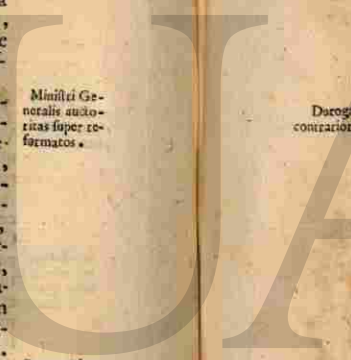 Ministri Ge-
neralis aucto-
ritas super re-
formatos.
Derog
contrarior